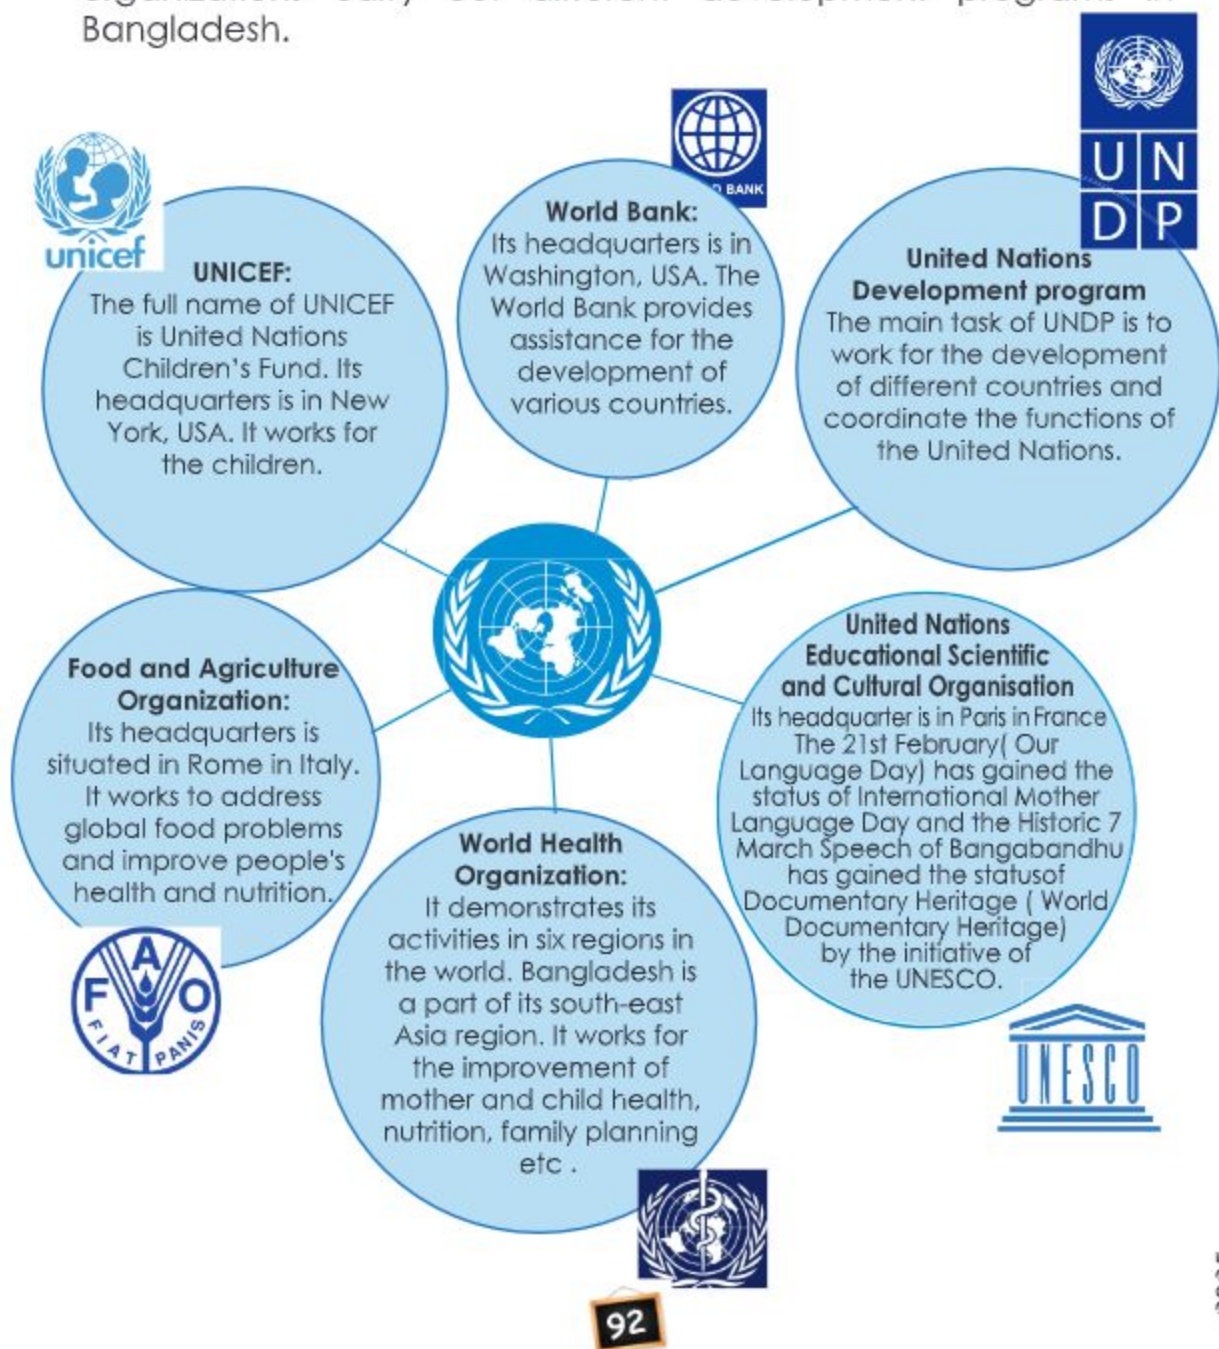 Bangladesh.
unicef
UNICEF:
The full name of UNICEF
is United Nations
Children's Fund. Its
headquarters is in New
York, USA. It works for
the children.
BANK
World Bank:
Its headquarters is in
Washington, USA. The
World Bank provides
assistance for the
development of
various countries.
U N
D P
United Nations
Development program
The main task of UNDP is to
work for the development
of different countries and
coordinate the functions of
the United Nations.
Food and Agriculture
Organization:
Its headquarters is
situated in Rome in Italy.
It works to address
global food problems
and improve people's
health and nutrition.
F A O
FIAT PANIS
World Health
Organization:
It demonstrates its
activities in six regions in
the world. Bangladesh is
a part of its south-east
Asia region. It works for
the improvement of
mother and child health,
nutrition, family planning
etc .
United Nations
Educational Scientific
and Cultural Organisation
Its headquarter is in Paris in France
The 21st February( Our
Language Day) has gained the
status of International Mother
Language Day and the Historic 7
March Speech of Bangabandhu
has gained the statusof
Documentary Heritage ( World
Documentary Heritage)
by the initiative of
the UNESCO.
UNESCO
92